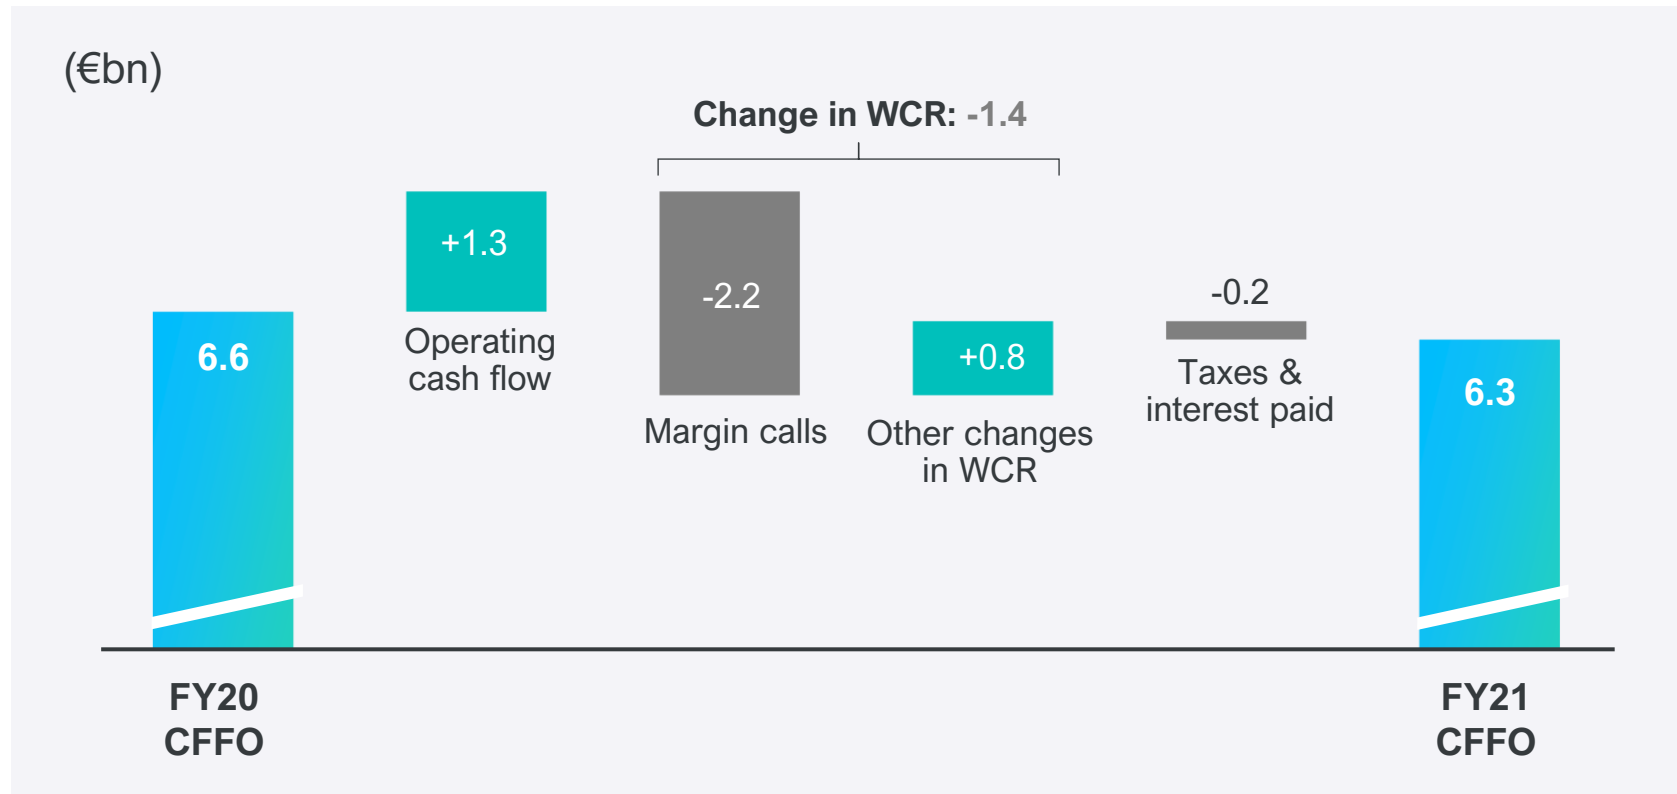 (€bn)
Change in WCR: -1.4
6.6
+1.3
Operating
cash flow
-2.2
Margin calls
+0.8
Other changes
in WCR
-0.2
Taxes &
interest paid
6.3
FY20
CFFO
FY21
CFFO